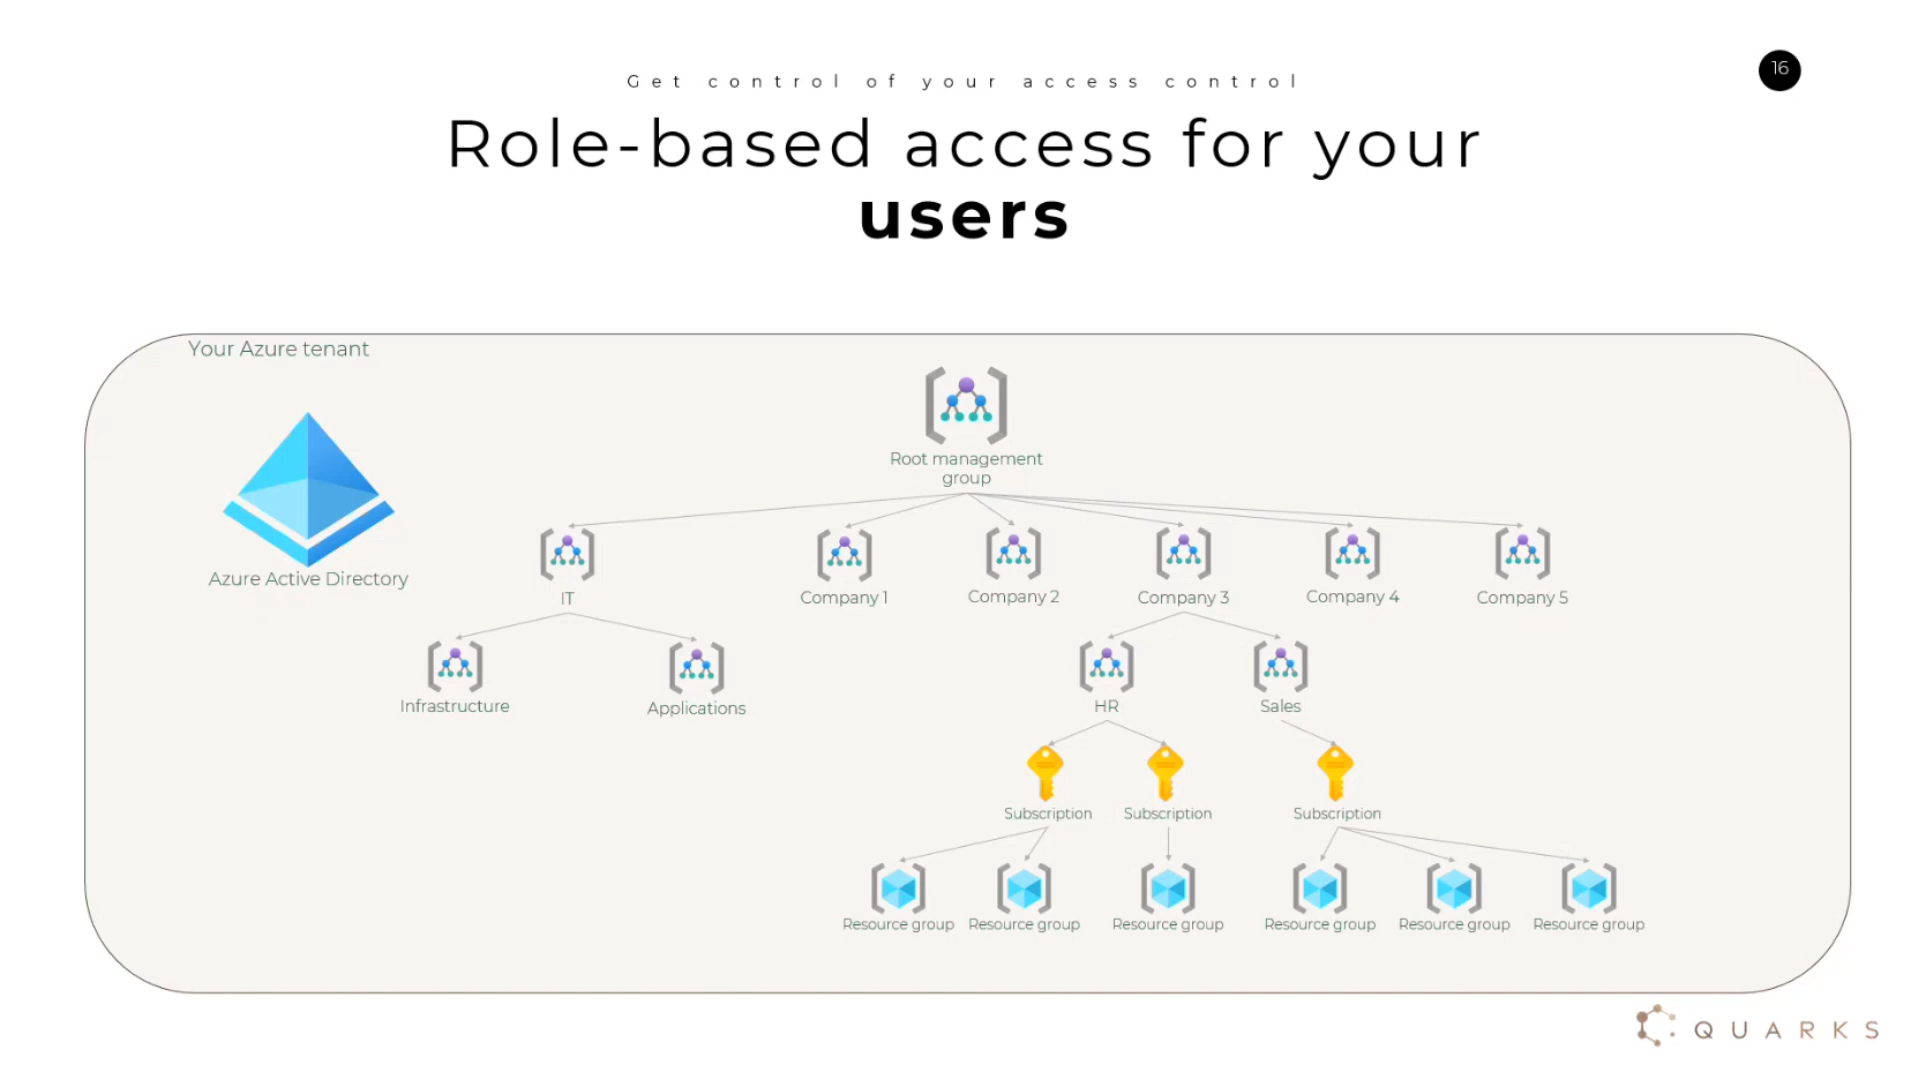 Get control of your access control
16
Role-based access for your
users
Your Azure tenant
Root management
group
Azure Active Directory
IT
Company 1
Company 2
Company 3
Company 4
Company 5
Infrastructure
Applications
HR
Sales
Subscription
Subscription
Subscription
Resource group
Resource group
Resource group
Resource group
Resource group
Resource group
QUARKS